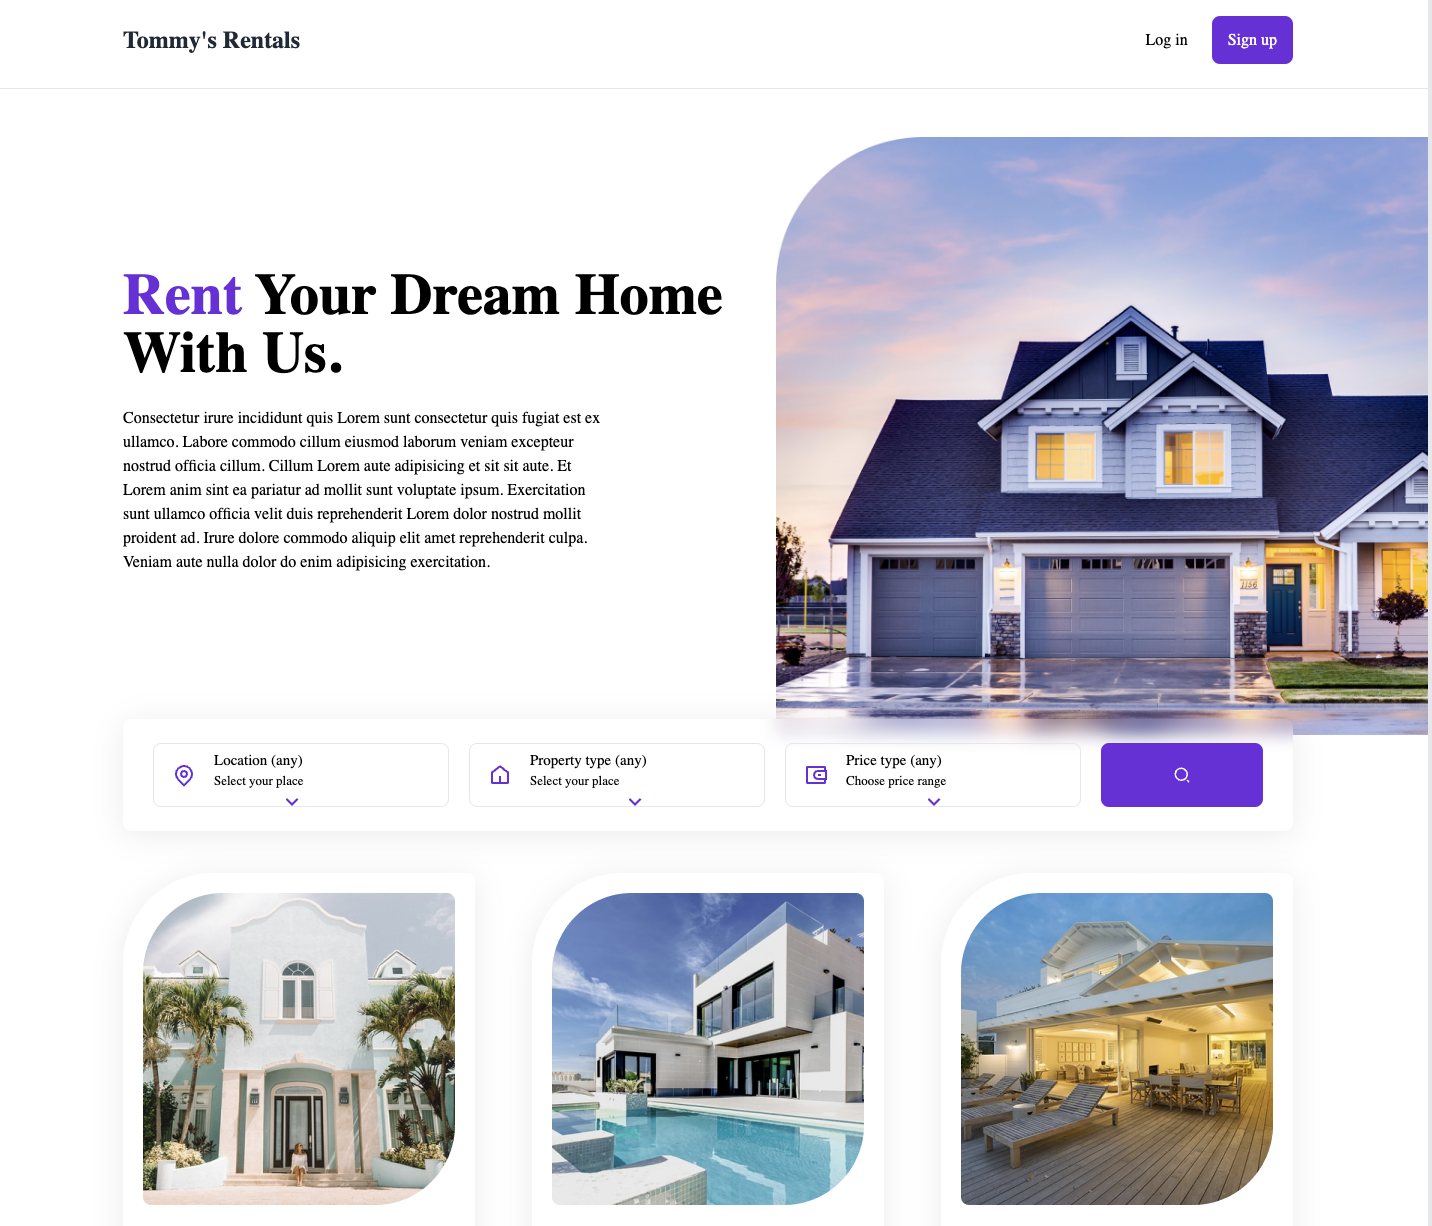 Tommy's Rentals
Log in
Sign up
Rent Your Dream Home
With Us.
Consectetur irure incididunt quis Lorem sunt consectetur quis fugiat est ex
ullamco. Labore commodo cillum eiusmod laborum veniam excepteur
nostrud officia cillum. Cillum Lorem aute adipisicing et sit sit aute. Et
Lorem anim sint ea pariatur ad mollit sunt voluptate ipsum. Exercitation
sunt ullamco officia velit duis reprehenderit Lorem dolor nostrud mollit
proident ad. Irure dolore commodo aliquip elit amet reprehenderit culpa.
Veniam aute nulla dolor do enim adipisicing exercitation.
1156
Location (any)
Select your place
Property type (any)
Select your place
Price type (any)
Choose price range